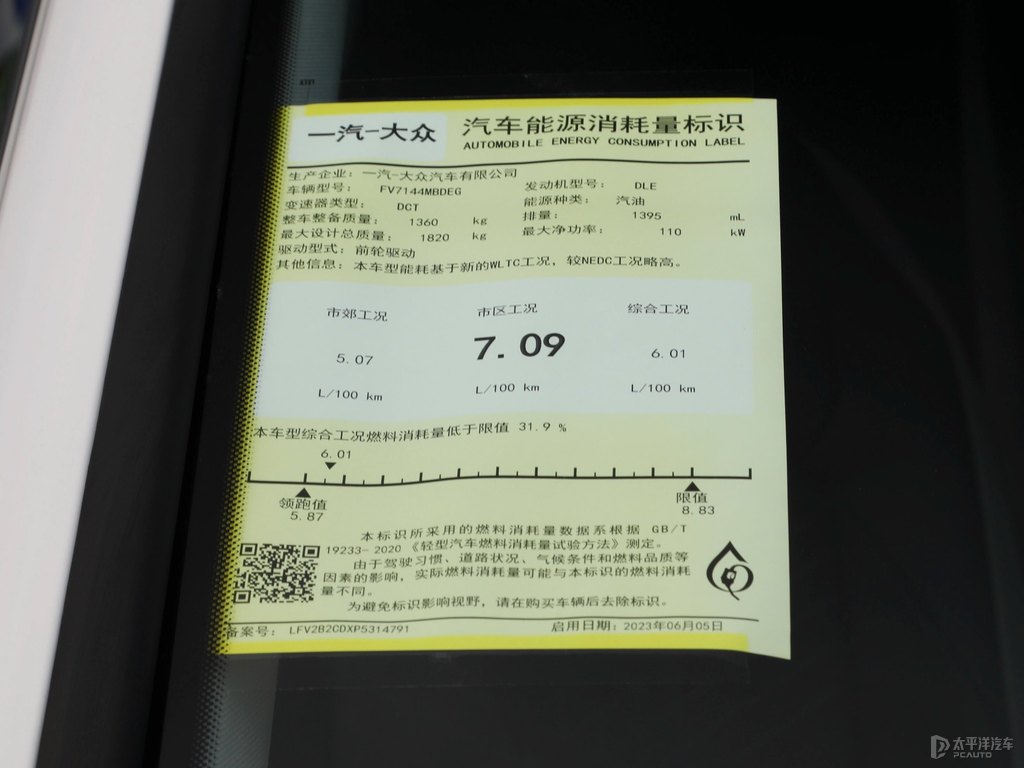 一汽-大众 汽车能源消耗量标识
AUTOMOBILE ENERGY CONSUMPTION LABEL
生产企业：一汽-大众汽车有限公司
车辆型号： FV7144MBDEG 发动机型号： DLE
变速器类型： DCT 能源种类： 汽油
整车整备质量： 1360 kg 排量： 1395 mL
最大设计总质量： 1820 kg 最大净功率： 110 kW
驱动型式：前轮驱动
其他信息：本车型能耗基于新的WLTC工况，较NEDC工况略高。
市郊工况 市区工况 综合工况
5.07 7.09 6.01
L/100 km L/100 km L/100 km
本车型综合工况燃料消耗量低于限值 31.9 %
6.01
领跑值 限值
5.87 8.83
本标识所采用的燃料消耗量数据系根据 GB/T
19233-2020《轻型汽车燃料消耗量试验方法》测定。
由于驾驶习惯、道路状况、气候条件和燃料品质等
因素的影响，实际燃料消耗量可能与本标识的燃料消耗
量不同。
为避免标识影响视野，请在购买车辆后去除标识。
备案号： LFV2B2CDXP5314791 启用日期：2023年06月05日
太平洋汽车
PCAUTO